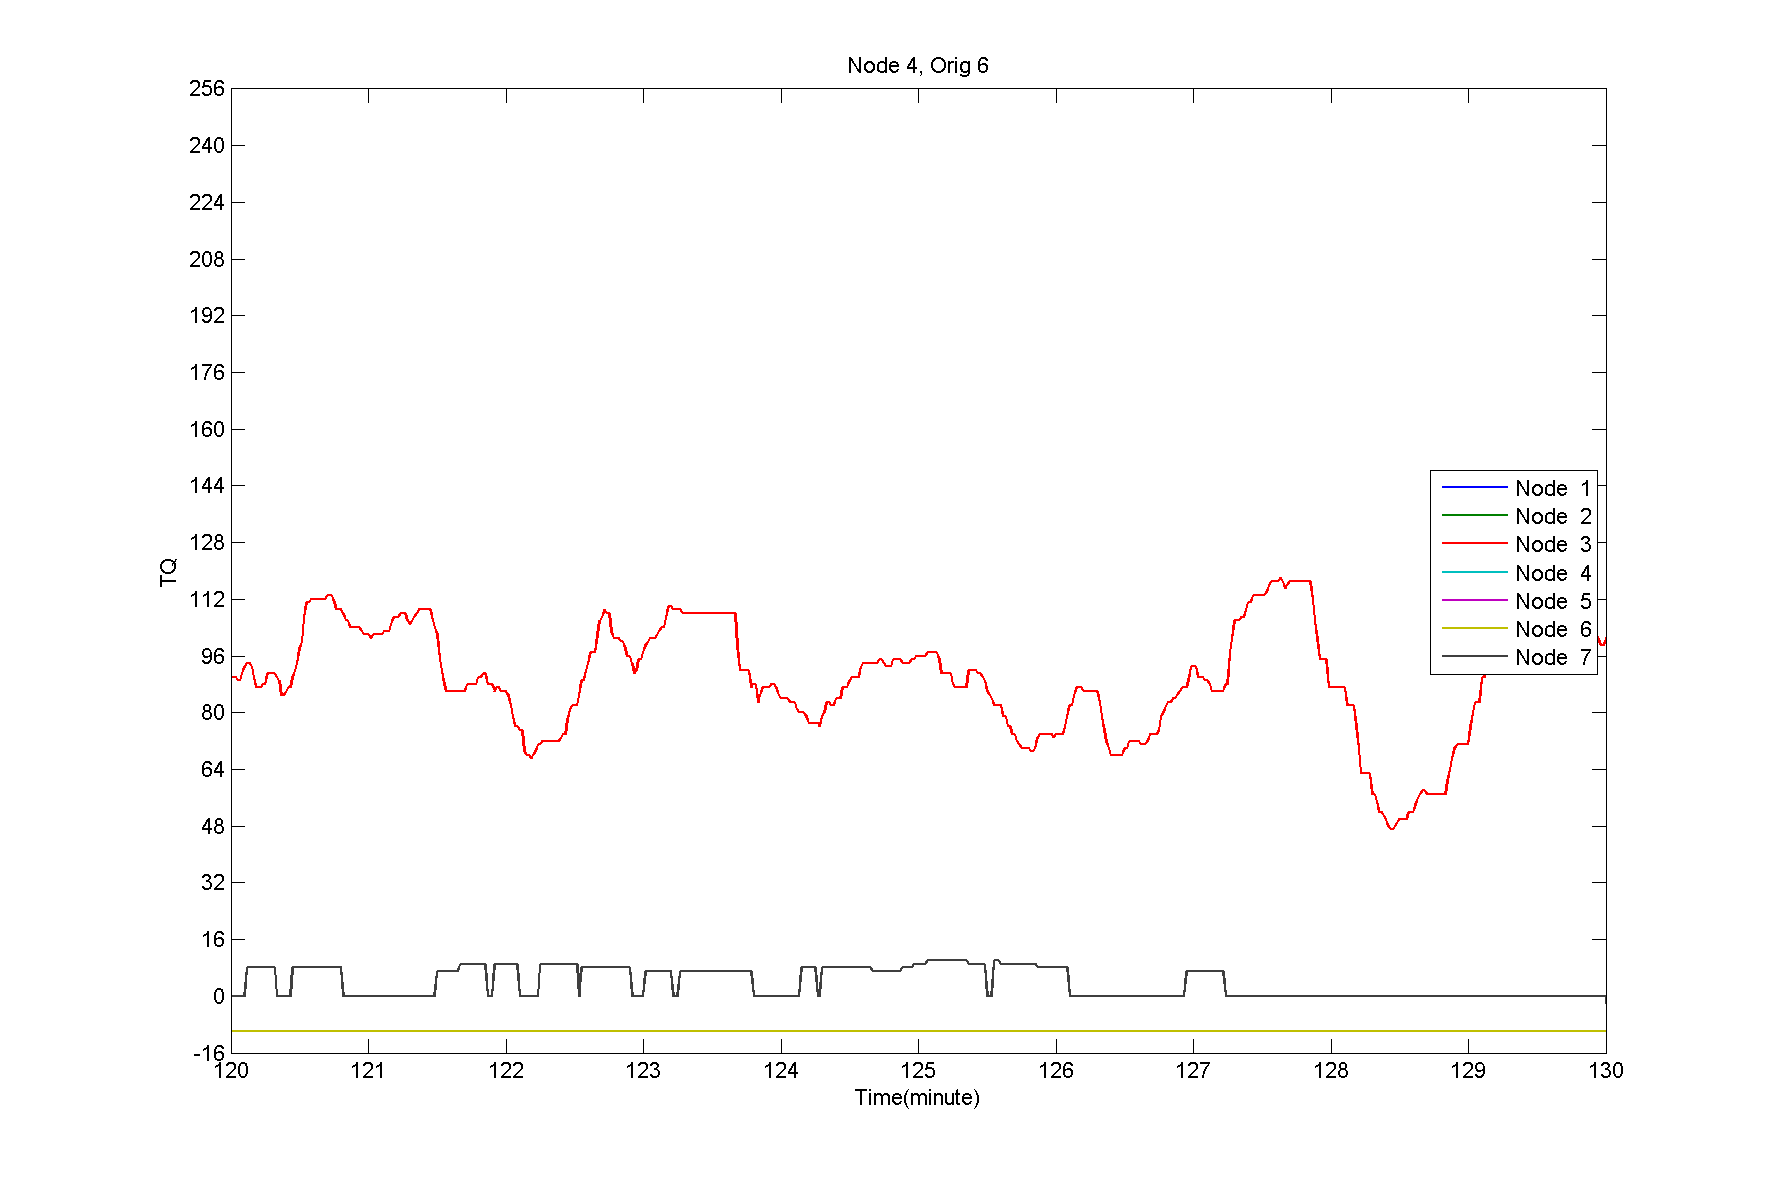 Node 4, Orig 6
256
240
224
208
192
176
160
144
128
112
96
80
64
48
32
16
0
-16
TQ
Node 1
Node 2
Node 3
Node 4
Node 5
Node 6
Node 7
120 121 122 123 124 125 126 127 128 129 130
Time(minute)